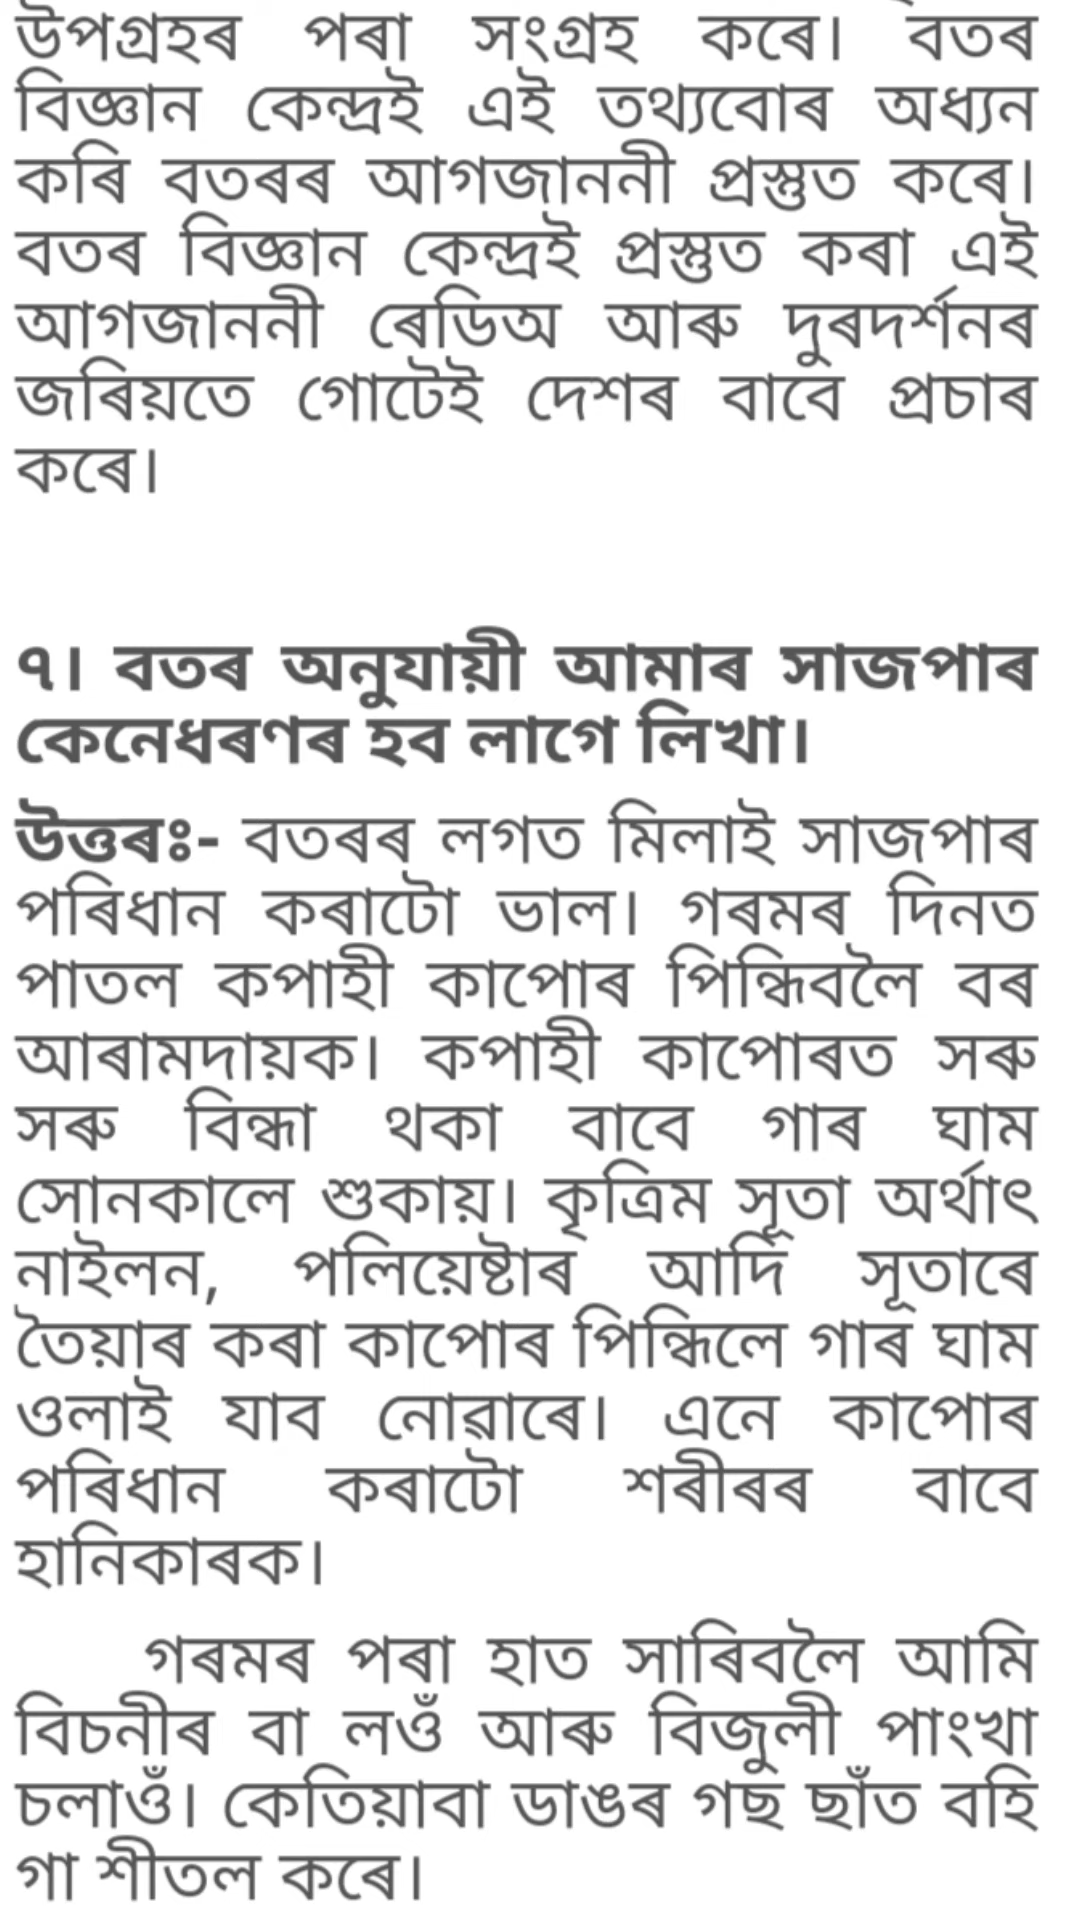 উপগ্ৰহৰ পৰা সংগ্ৰহ কৰে। বতৰ
বিজ্ঞান কেন্দ্ৰই এই তথ্যবোৰ অধ্যন
কৰি বতৰৰ আগজাননী প্ৰস্তুত কৰে।
বতৰ বিজ্ঞান কেন্দ্ৰই প্ৰস্তুত কৰা এই
আগজাননী ৰেডিঅ আৰু দুৰদৰ্শনৰ
জৰিয়তে গোটেই দেশৰ বাবে প্ৰচাৰ
কৰে।
৭। বতৰ অনুযায়ী আমাৰ সাজপাৰ
কেনেধৰণৰ হব লাগে লিখা।
উত্তৰঃ- বতৰৰ লগত মিলাই সাজপাৰ
পৰিধান কৰাটো ভাল। গৰমৰ দিনত
পাতল কপাহী কাপোৰ পিন্ধিবলৈ বৰ
আৰামদায়ক। কপাহী কাপোৰত সৰু
সৰু বিন্ধা থকা বাবে গাৰ ঘাম
সোনকালে শুকায়। কৃত্ৰিম সূতা অৰ্থাৎ
নাইলন, পলিয়েষ্টাৰ আদি সূতাৰে
তৈয়াৰ কৰা কাপোৰ পিন্ধিলে গাৰ ঘাম
ওলাই যাব নোৱাৰে। এনে কাপোৰ
পৰিধান কৰাটো শৰীৰৰ বাবে
হানিকাৰক।
গৰমৰ পৰা হাত সাৰিবলৈ আমি
বিচনীৰ বা লওঁ আৰু বিজুলী পাংখা
চলাওঁ। কেতিয়াবা ডাঙৰ গছ ছাঁত বহি
গা শীতল কৰে।